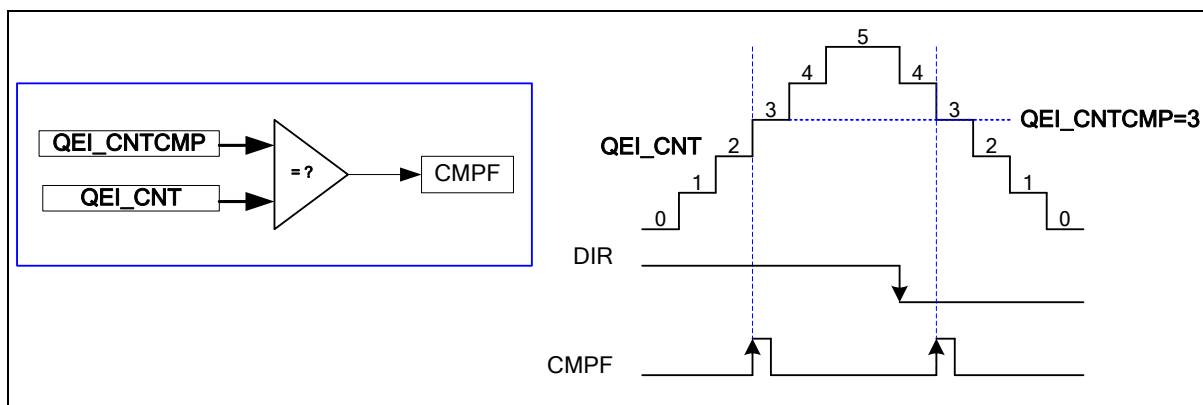 QEI_CNTCMP
QEI_CNT
= ?
CMPF
5
4 4
3 3
QEI_CNTCMP=3
QEI_CNT
2 2
1 1
0 0
DIR
CMPF